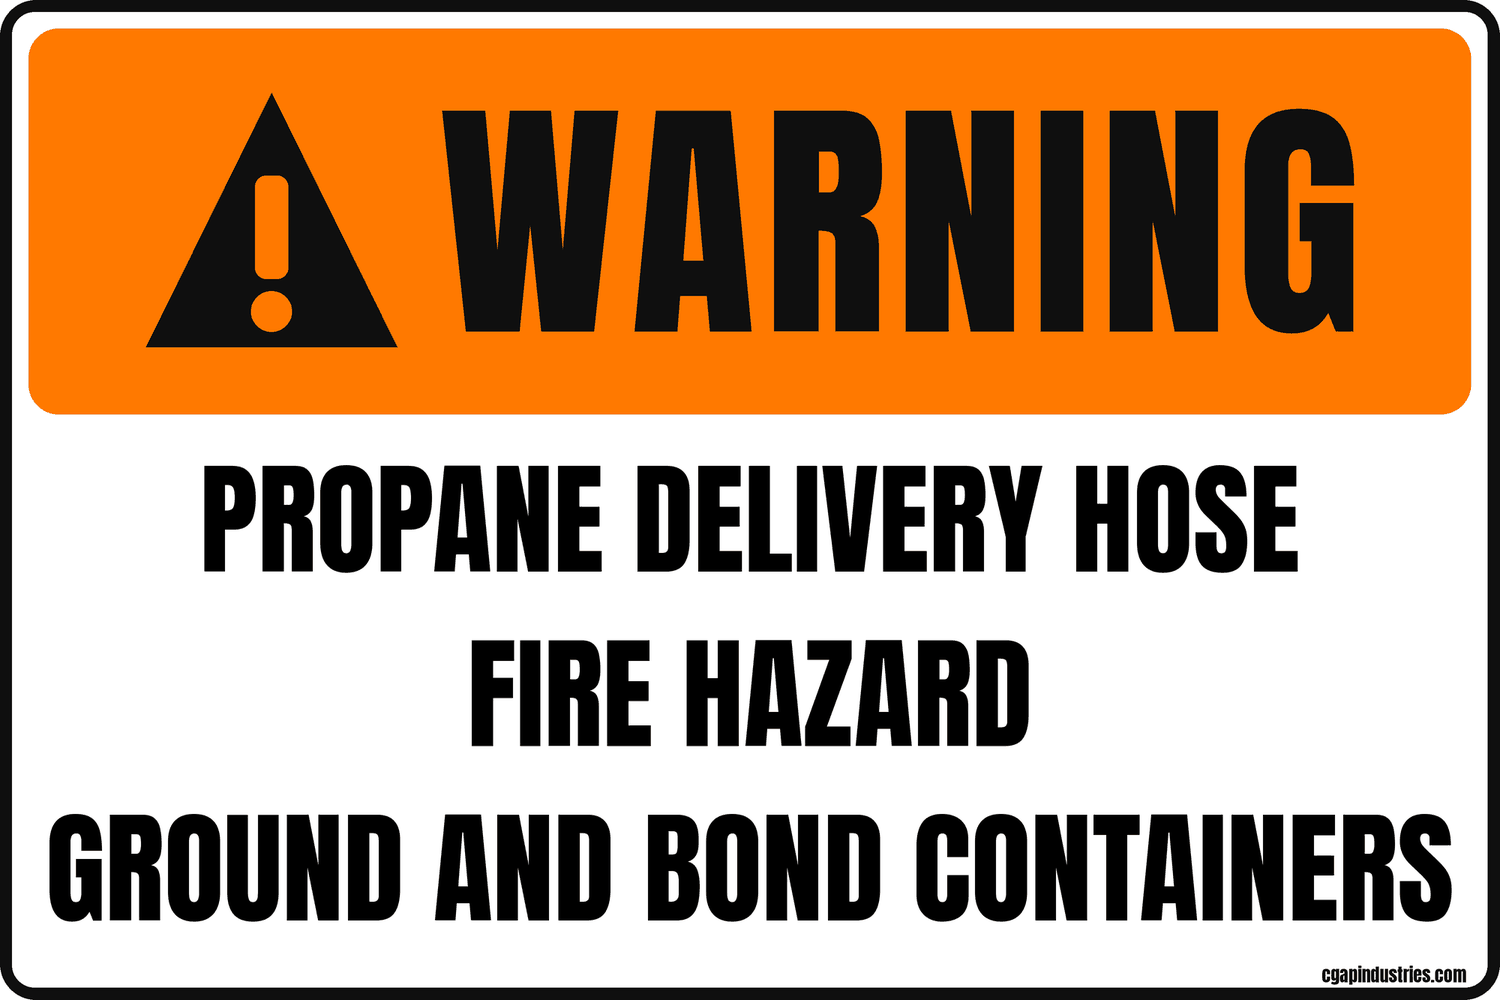 WARNING
PROPANE DELIVERY HOSE
FIRE HAZARD
GROUND AND BOND CONTAINERS
cgapindustries.com